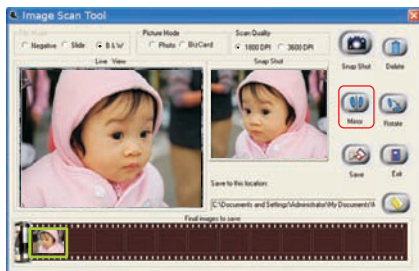 Image Scan Tool
Picture Mode
Scan Quality
Negative Slide B&W
Photo BizCard
1800 DPI 3600 DPI
Live View
Snap Shot
Snap Shot
Delete
Mirror
Rotate
Save
Exit
Save to this location:
C:\Documents and Settings\Administrator\My Documents\
Final images to save